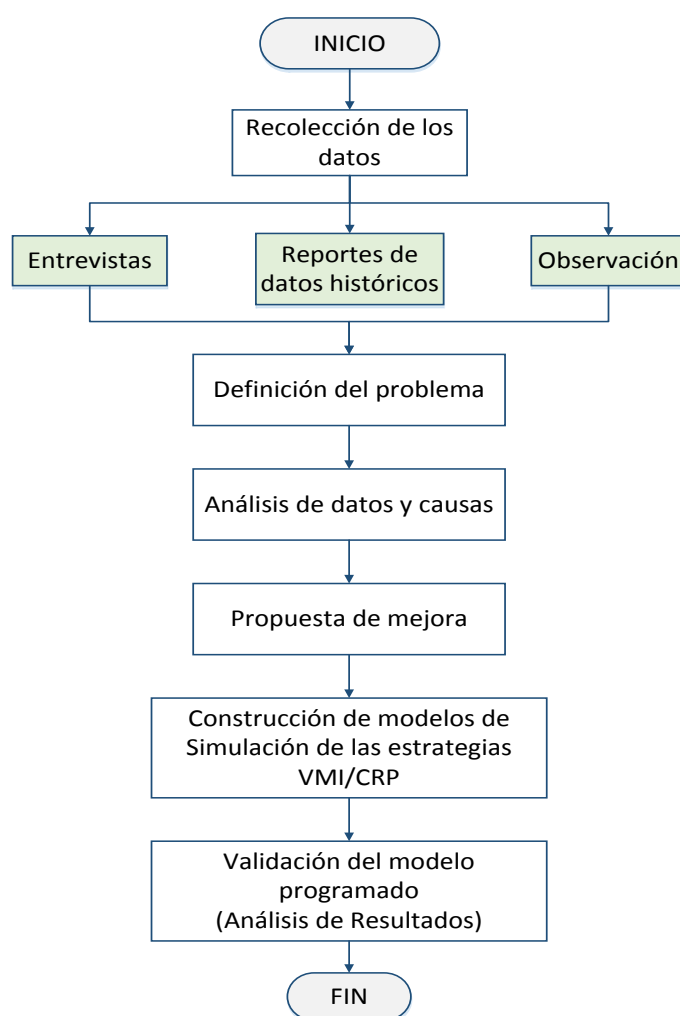 INICIO
Recolección de los
datos
Entrevistas
Reportes de
datos históricos
Observación
Definición del problema
Análisis de datos y causas
Propuesta de mejora
Construcción de modelos de
Simulación de las estrategias
VMI/CRP
Validación del modelo
programado
(Análisis de Resultados)
FIN